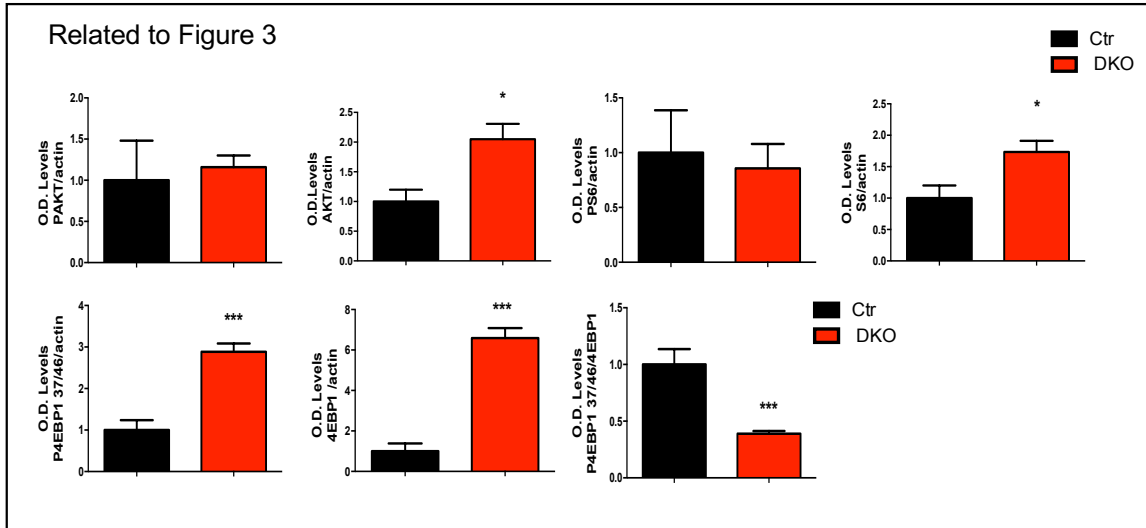 Related to Figure 3
Ctr
DKO
O.D. Levels
PAKT/actin
2.0
1.5
1.0
0.5
0.0
O.D.Levels
AKT/actin
*
2.5
2.0
1.5
1.0
0.5
0.0
O.D. Levels
PS6/actin
1.5
1.0
0.5
0.0
O.D. Levels
S6/actin
*
2.5
2.0
1.5
1.0
0.5
0.0
O.D. Levels
P4EBP1 37/46/actin
***
4
3
2
1
0
O.D. Levels
4EBP1 /actin
***
8
6
4
2
0
O.D. Levels
P4EBP1 37/46/4EBP1
***
1.5
1.0
0.5
0.0
Ctr
DKO